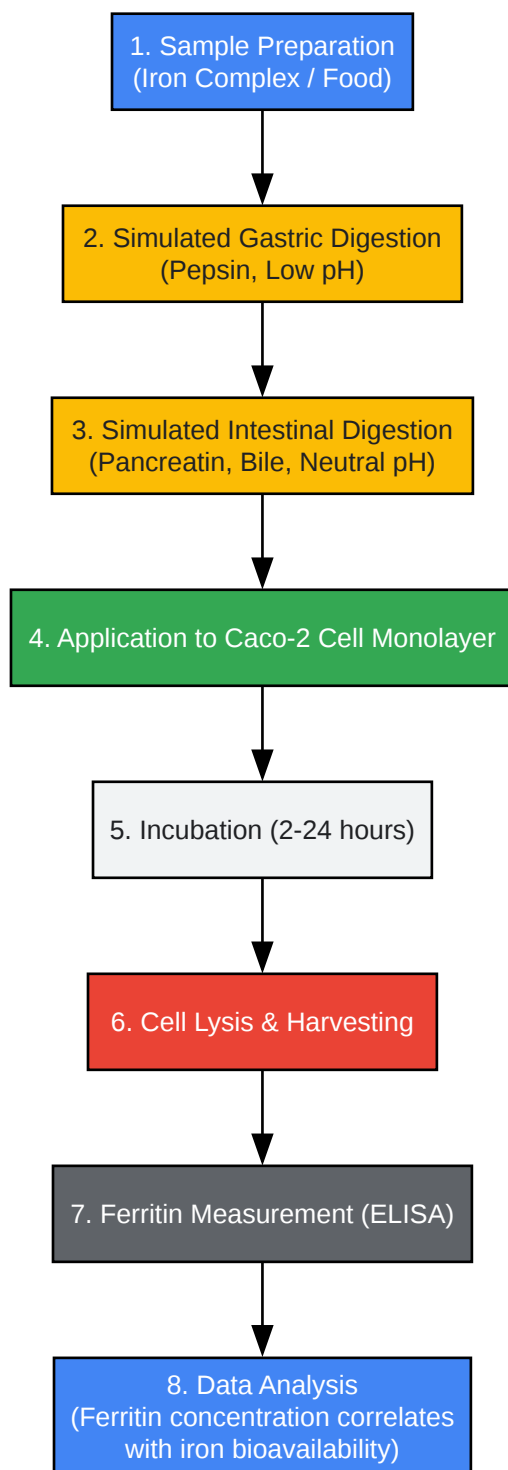 1. Sample Preparation
(Iron Complex / Food)
2. Simulated Gastric Digestion
(Pepsin, Low pH)
3. Simulated Intestinal Digestion
(Pancreatin, Bile, Neutral pH)
4. Application to Caco-2 Cell Monolayer
5. Incubation (2-24 hours)
6. Cell Lysis & Harvesting
7. Ferritin Measurement (ELISA)
8. Data Analysis
(Ferritin concentration correlates
with iron bioavailability)